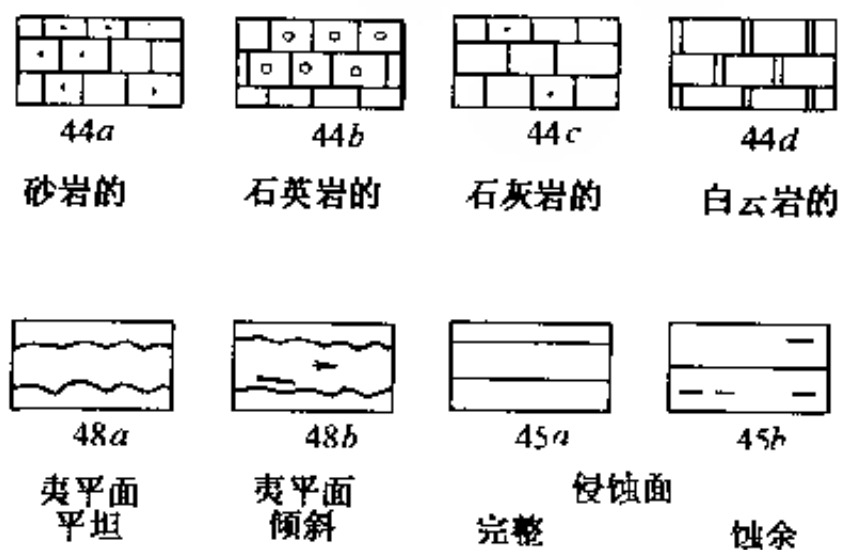 44a 44b 44c 44d
砂岩的 石英岩的 石灰岩的 白云岩的
48a 48b 45a 45b
夷平面 夷平面 侵蚀面
平坦 倾斜 完整 蚀余